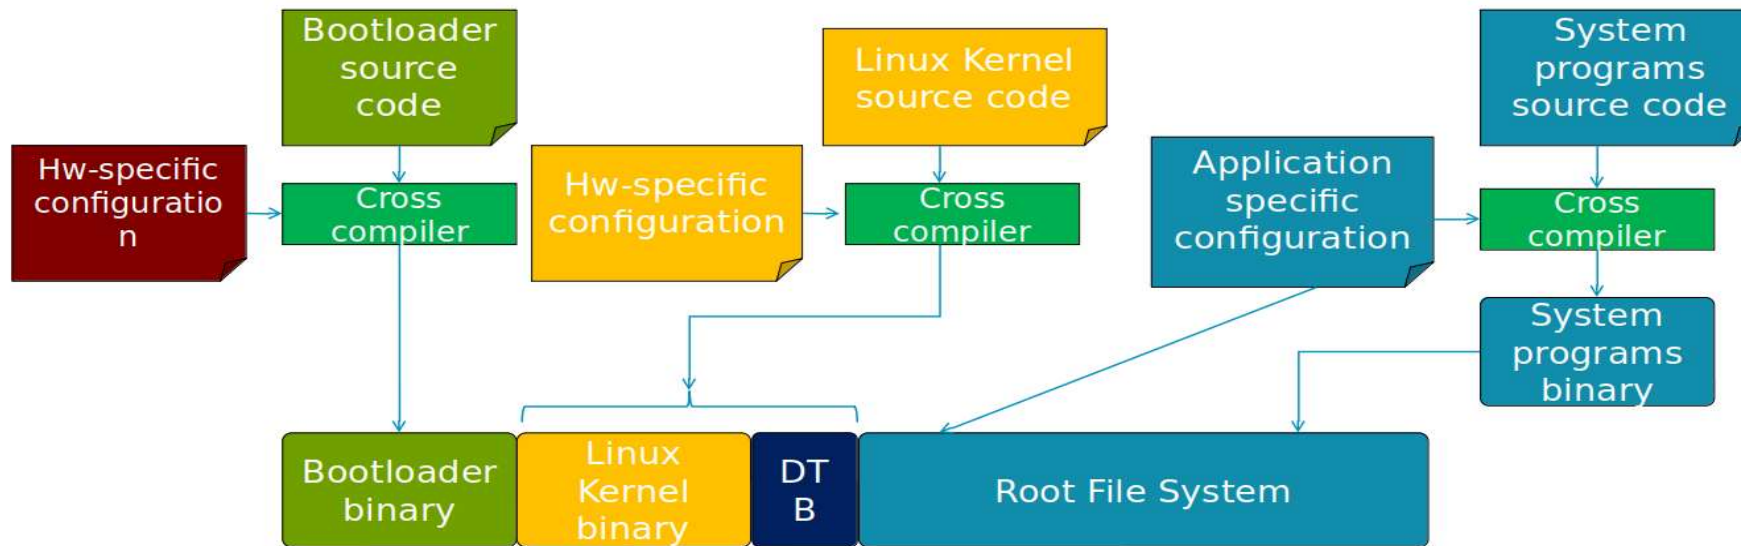 Bootloader
source
code
Linux Kernel
source code
System
programs
source code
Hw-specific
configuratio
n
Cross
compiler
Hw-specific
configuration
Cross
compiler
Application
specific
configuration
Cross
compiler
System
programs
binary
Bootloader
binary
Linux
Kernel
binary
DT
B
Root File System